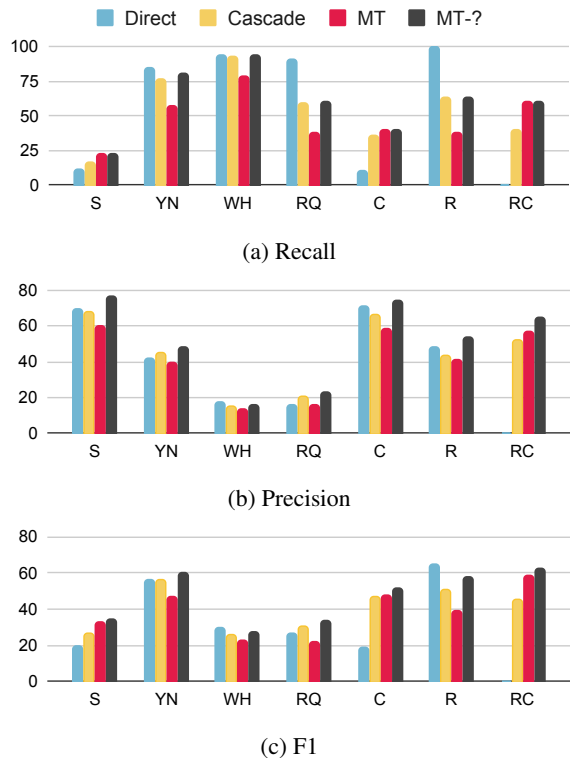 Direct Cascade MT MT-?
100
75
50
25
0
S YN WH RQ C R RC
(a) Recall
80
60
40
20
0
S YN WH RQ C R RC
(b) Precision
80
60
40
20
0
S YN WH RQ C R RC
(c) F1